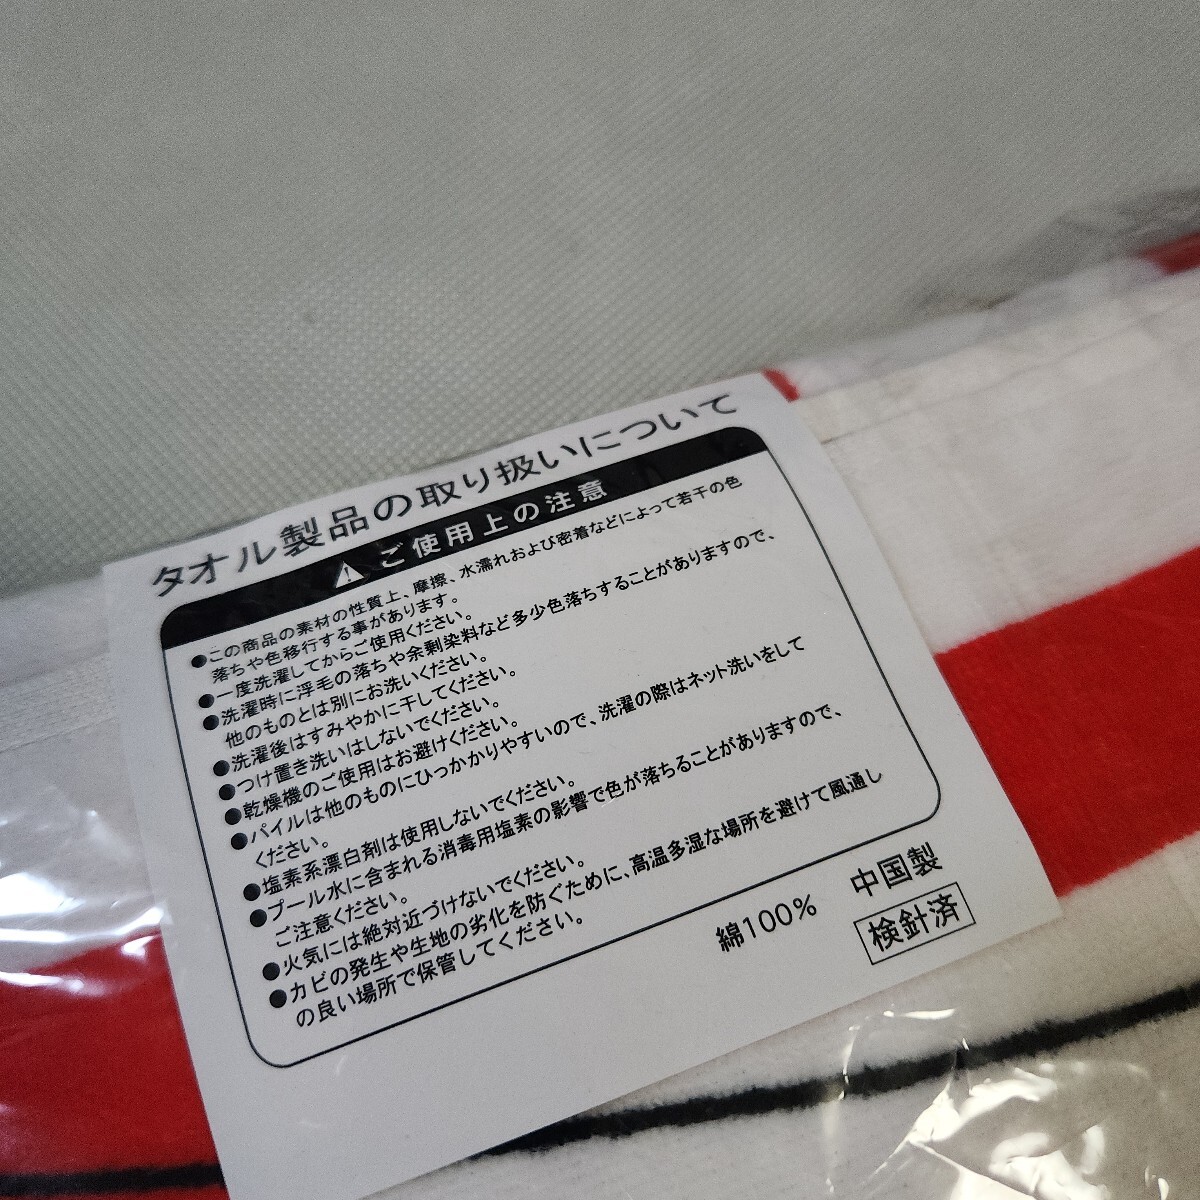 タオル製品の取り扱いについて
ご使用上の注意
●この商品の素材の性質上、摩擦、水濡れおよび密着などによって若干の色
落ちや色移行する事があります。
●一度洗濯してからご使用ください。
●洗濯時に浮毛の落ちや余剰染料など多少色落ちすることがありますので、
他のものとは別にお洗いください。
●洗濯後はすみやかに干してください。
●つけ置き洗いはしないでください。
●乾燥機のご使用はお避けください。
●パイルは他のものにひっかかりやすいので、洗濯の際はネット洗いをして
ください。
●塩素系漂白剤は使用しないでください。
●プール水に含まれる消毒用塩素の影響で色が落ちることがありますので、
ご注意ください。
●火気には絶対近づけないでください。
●カビの発生や生地の劣化を防ぐために、高温多湿な場所を避けて風通し
の良い場所で保管してください。
綿100% 中国製
検針済